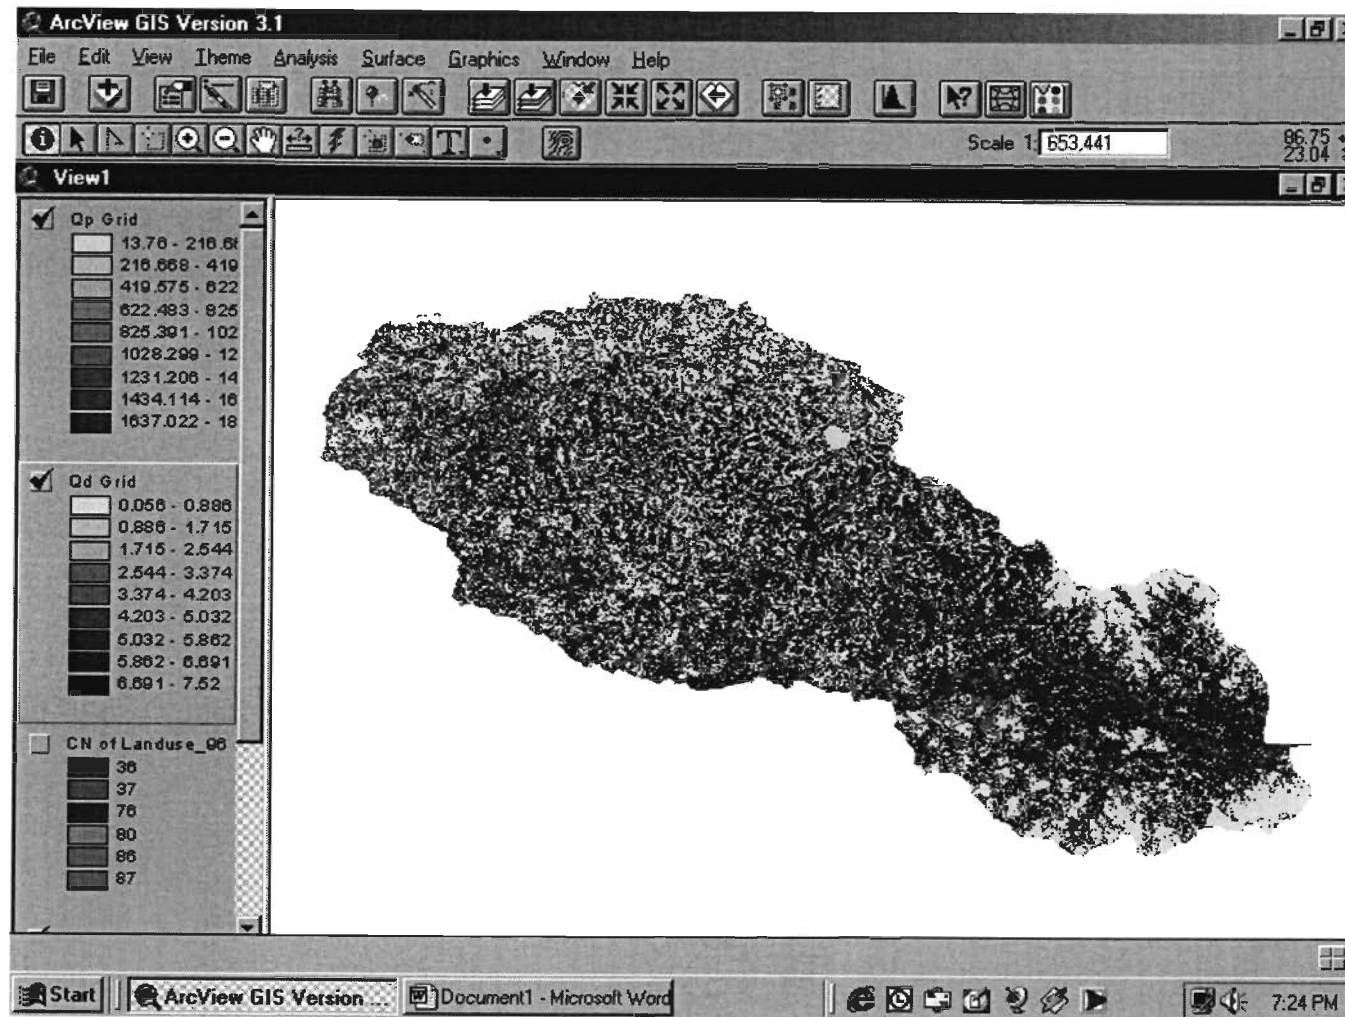 ArcView GIS Version 3.1
File Edit View Theme Analysis Surface Graphics Window Help
Scale 1: 653,441
86.75
23.04
View1
Qp Grid
13.76 - 216.66
216.668 - 419
419.575 - 622
622.483 - 825
825.391 - 102
1028.299 - 12
1231.206 - 14
1434.114 - 16
1637.022 - 18
Qd Grid
0.056 - 0.886
0.886 - 1.715
1.715 - 2.544
2.544 - 3.374
3.374 - 4.203
4.203 - 5.032
5.032 - 5.862
5.862 - 6.691
6.691 - 7.52
CN of Landuse_96
36
37
76
80
86
87
Start ArcView GIS Version ... Document1 - Microsoft Word 7:24 PM